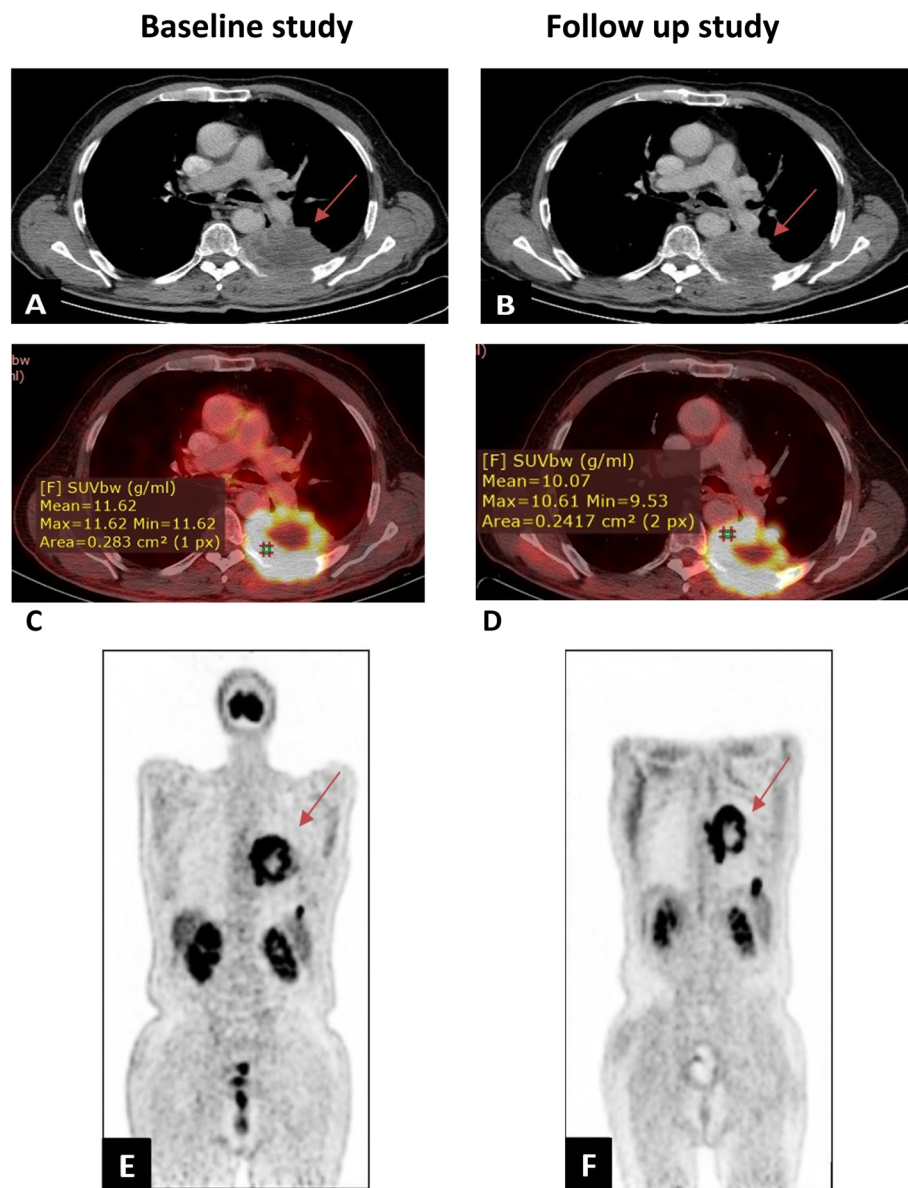 Baseline study
Follow up study
A
B
bw
nl)
[F] SUVbw (g/ml)
Mean=11.62
Max=11.62 Min=11.62
Area=0.283 cm² (1 px)
l)
[F] SUVbw (g/ml)
Mean=10.07
Max=10.61 Min=9.53
Area=0.2417 cm² (2 px)
C
D
E
F